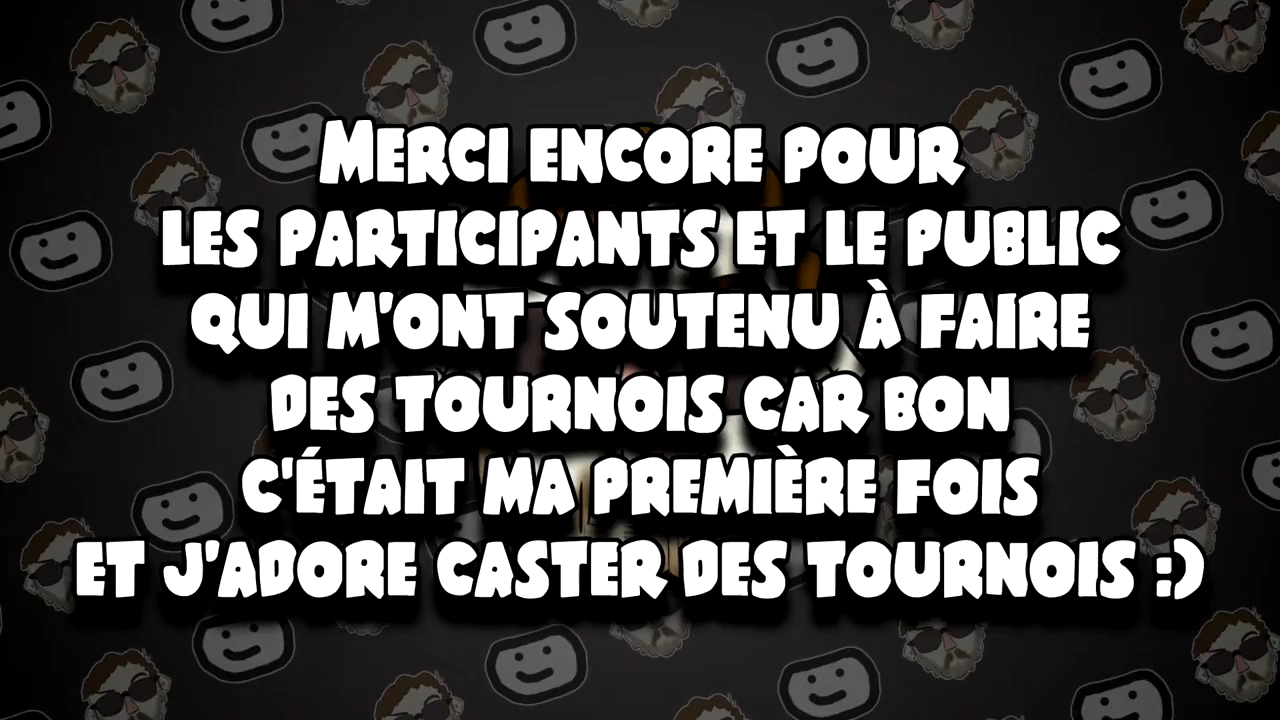 Merci encore pour
les participants et le public
qui m'ont soutenu à faire
des tournois car bon
c'était ma première fois
et j'adore caster des tournois :)